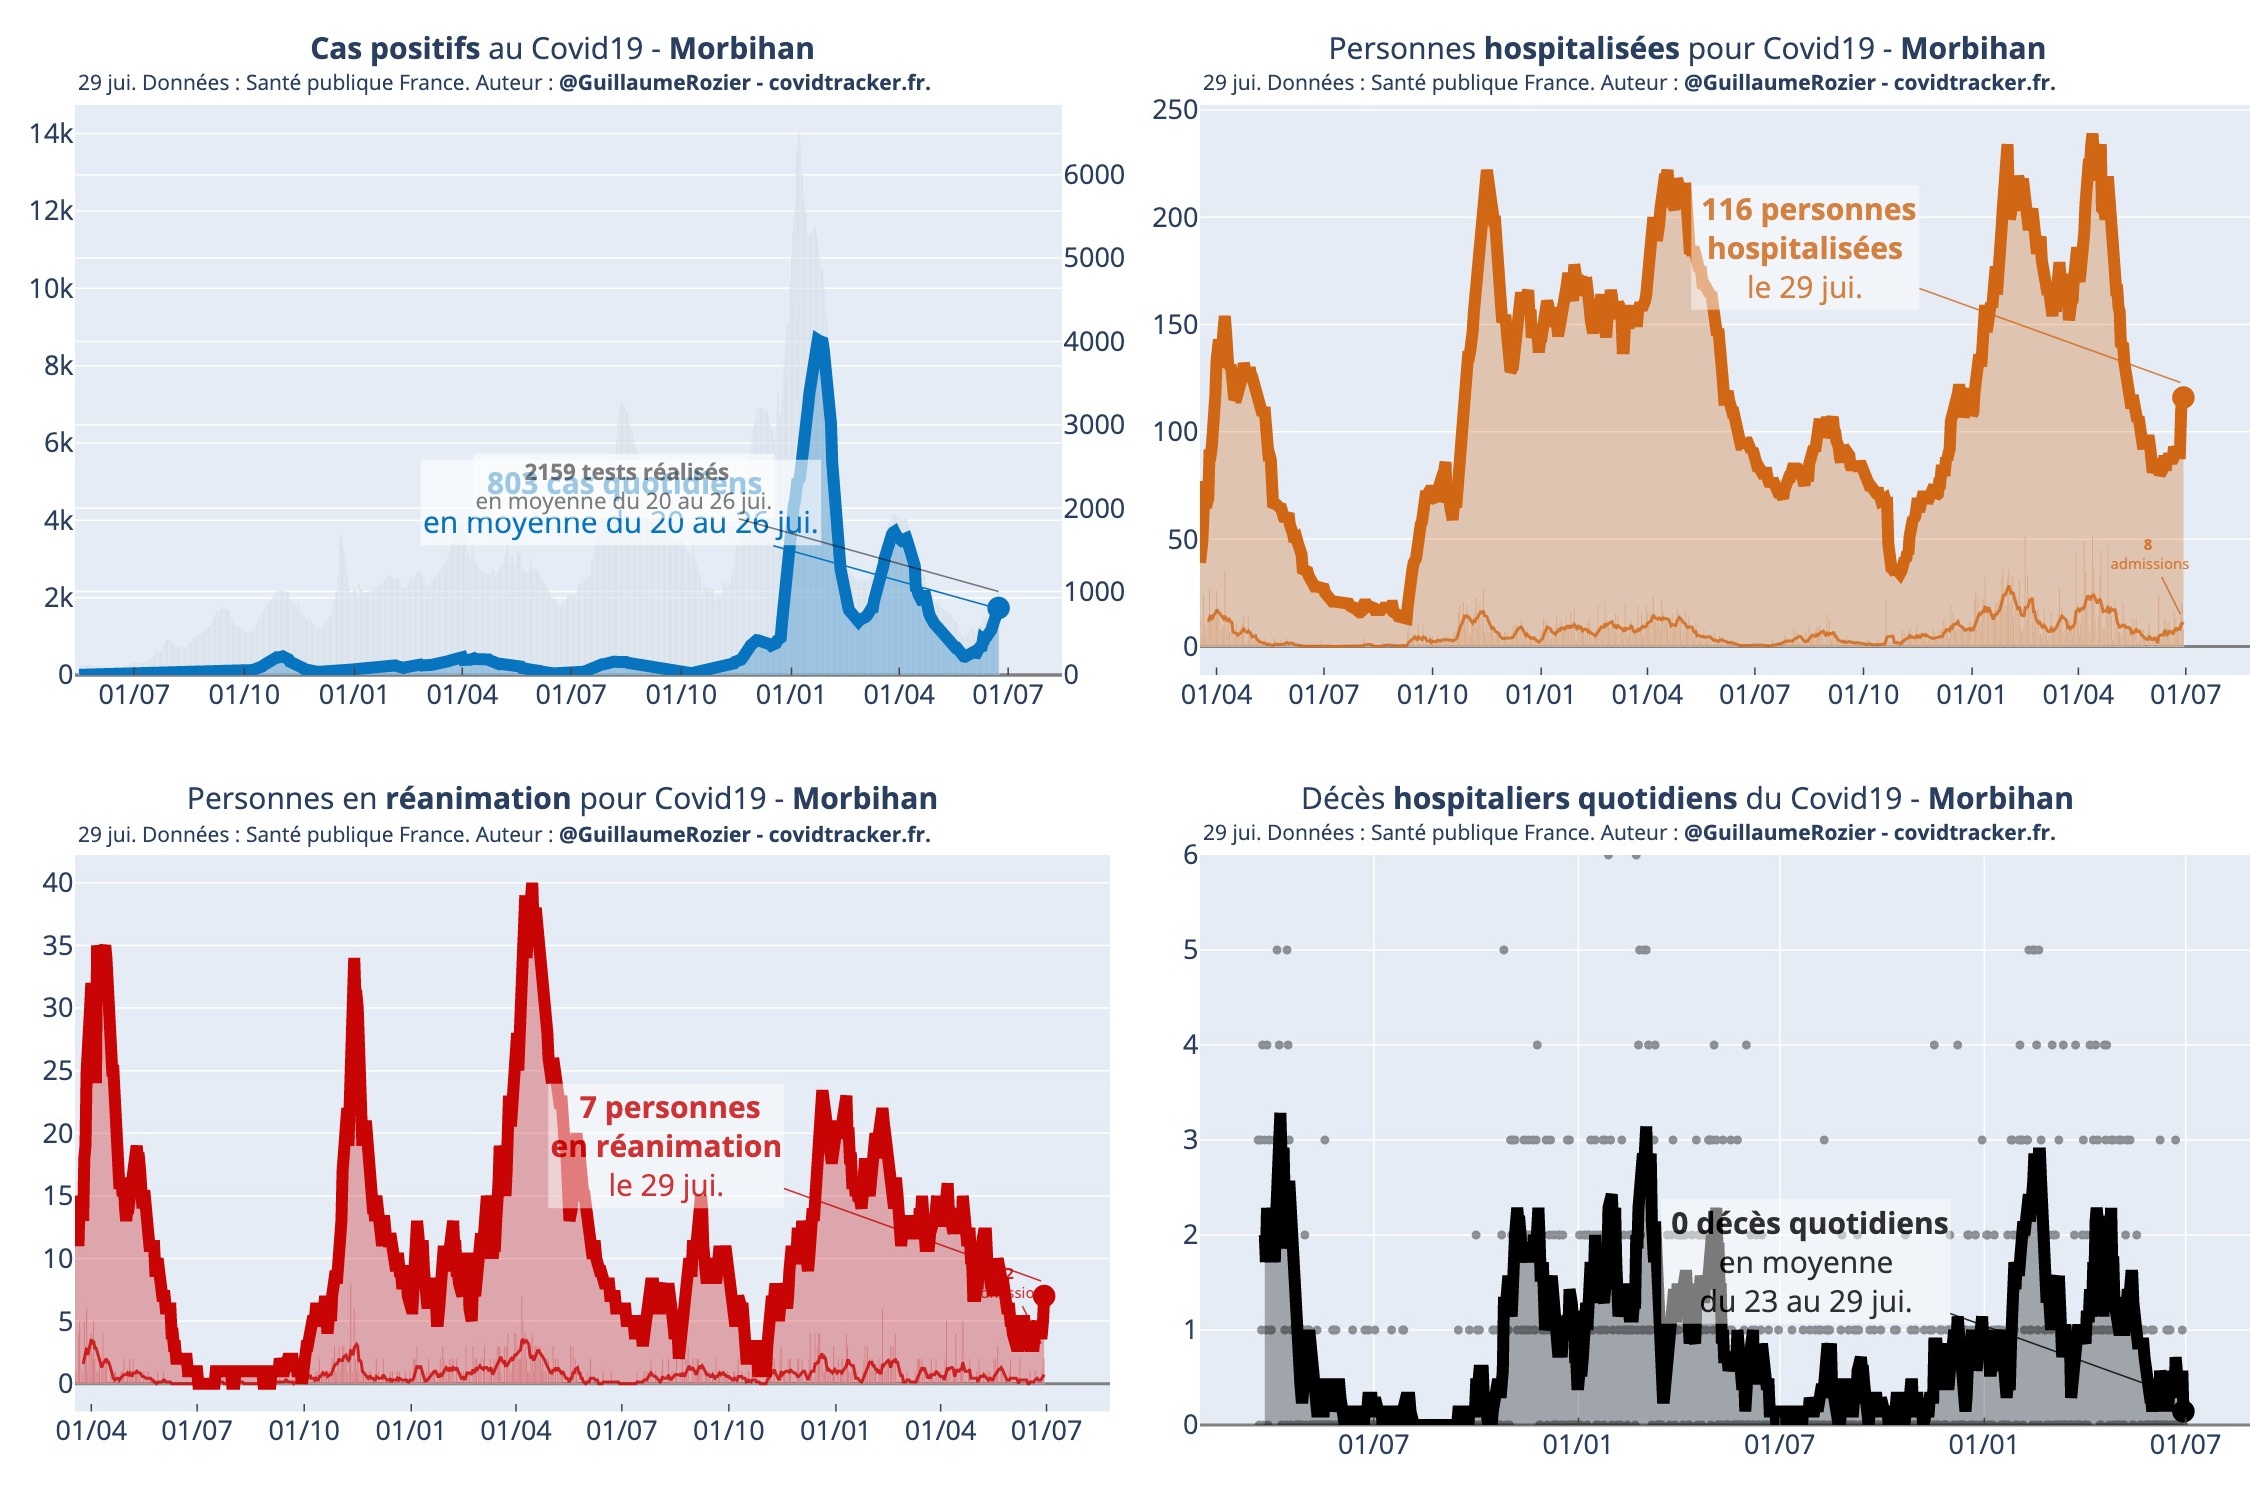 Cas positifs au Covid19 - Morbihan
29 jui. Données : Santé publique France. Auteur : @GuillaumeRozier - covidtracker.fr.
14k
12k
10k
8k
6k
4k
2k
0
6000
5000
4000
3000
2000
1000
0
2159 tests réalisés
803 cas quotidiens
en moyenne du 20 au 26 jui.
en moyenne du 20 au 26 jui.
01/07 01/10 01/01 01/04 01/07 01/10 01/01 01/04 01/07
Personnes hospitalisées pour Covid19 - Morbihan
29 jui. Données : Santé publique France. Auteur : @GuillaumeRozier - covidtracker.fr.
250
200
150
100
50
0
116 personnes
hospitalisées
le 29 jui.
8
admissions
01/04 01/07 01/10 01/01 01/04 01/07 01/10 01/01 01/04 01/07
Personnes en réanimation pour Covid19 - Morbihan
29 jui. Données : Santé publique France. Auteur : @GuillaumeRozier - covidtracker.fr.
40
35
30
25
20
15
10
5
0
7 personnes
en réanimation
le 29 jui.
2
01/04 01/07 01/10 01/01 01/04 01/07 01/10 01/01 01/04 01/07
Décès hospitaliers quotidiens du Covid19 - Morbihan
29 jui. Données : Santé publique France. Auteur : @GuillaumeRozier - covidtracker.fr.
6
5
4
3
2
1
0
0 décès quotidiens
en moyenne
du 23 au 29 jui.
01/07 01/01 01/07 01/01 01/07